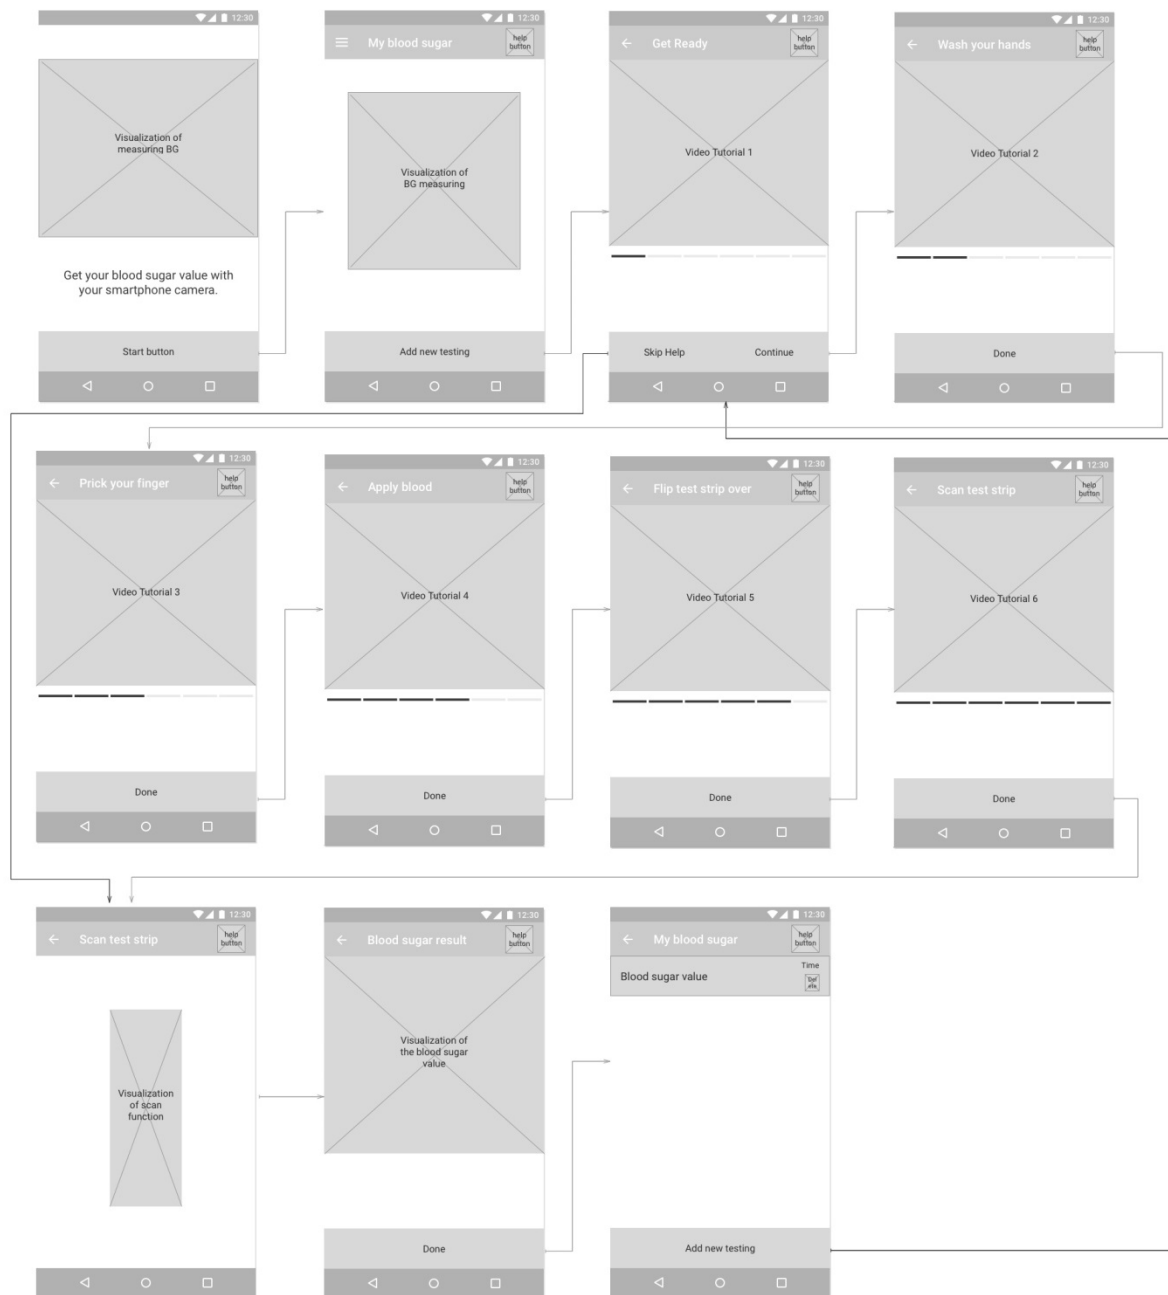 12:30
Visualization of
measuring BG
Get your blood sugar value with
your smartphone camera.
Start button
12:30
My blood sugar
help
button
Visualization of
BG measuring
Add new testing
12:30
Get Ready
help
button
Video Tutorial 1
Skip Help
Continue
12:30
Wash your hands
help
button
Video Tutorial 2
Done
12:30
Prick your finger
help
button
Video Tutorial 3
Done
12:30
Apply blood
help
button
Video Tutorial 4
Done
12:30
Flip test strip over
help
button
Video Tutorial 5
Done
12:30
Scan test strip
help
button
Video Tutorial 6
Done
12:30
Scan test strip
help
button
Visualization
of scan
function
12:30
Blood sugar result
help
button
Visualization of
the blood sugar
value
Done
12:30
My blood sugar
help
button
Blood sugar value
Time
Add new testing